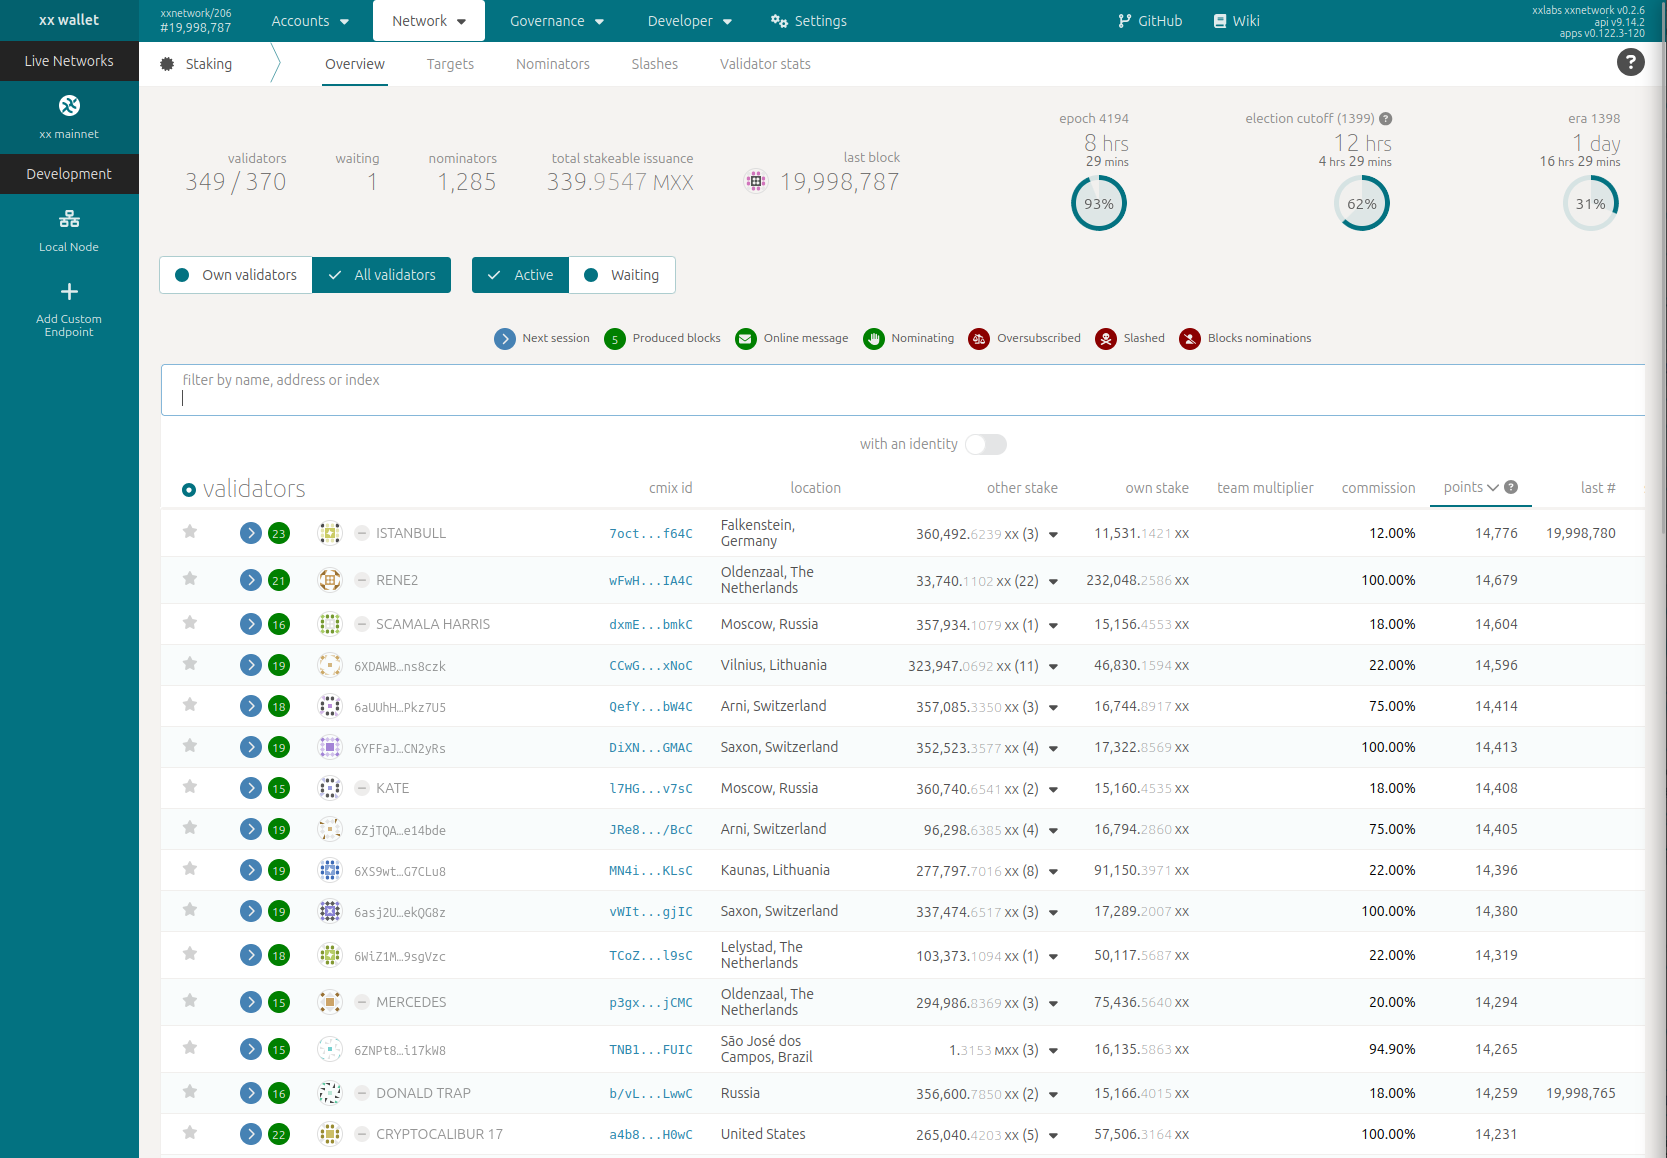 xx wallet
Live Networks
xx mainnet
Development
Local Node
Add Custom
Endpoint
xxnetwork/206
#19,998,787
Accounts
Network
Governance
Developer
Settings
GitHub
Wiki
xxlabs xxnetwork v0.2.6
api v9.14.2
apps v0.122.3-120
Staking
Overview
Targets
Nominators
Slashes
Validator stats
?
validators
349 / 370
waiting
1
nominators
1,285
total stakeable issuance
339.9547 MXX
last block
19,998,787
epoch 4194
8 hrs
29 mins
93%
election cutoff (1399) ?
12 hrs
4 hrs 29 mins
62%
era 1398
1 day
16 hrs 29 mins
31%
Own validators
All validators
Active
Waiting
Next session
5 Produced blocks
Online message
Nominating
Oversubscribed
Slashed
Blocks nominations
filter by name, address or index
with an identity
validators cmix id location other stake own stake team multiplier commission points ? last #
23 ISTANBULL 7oct...f64C Falkenstein, Germany 360,492.6239 XX (3) 11,531.1421 XX 12.00% 14,776 19,998,780
21 RENE2 wFwH...IA4C Oldenzaal, The Netherlands 33,740.1102 XX (22) 232,048.2586 XX 100.00% 14,679
16 SCAMALA HARRIS dxmE...bmkC Moscow, Russia 357,934.1079 XX (1) 15,156.4553 XX 18.00% 14,604
19 6XDAWB…ns8czk CCwG...xNoC Vilnius, Lithuania 323,947.0692 XX (11) 46,830.1594 XX 22.00% 14,596
18 6aUUhH…Pkz7U5 QefY...bW4C Arni, Switzerland 357,085.3350 XX (3) 16,744.8917 XX 75.00% 14,414
19 6YFFaJ…CN2yRs DiXN...GMAC Saxon, Switzerland 352,523.3577 XX (4) 17,322.8569 XX 100.00% 14,413
15 KATE l7HG...v7sC Moscow, Russia 360,740.6541 XX (2) 15,160.4535 XX 18.00% 14,408
19 6ZjTQA…e14bde JRe8.../BcC Arni, Switzerland 96,298.6385 XX (4) 16,794.2860 XX 75.00% 14,405
19 6XS9wt…G7CLu8 MN4i...KLsC Kaunas, Lithuania 277,797.7016 XX (8) 91,150.3971 XX 22.00% 14,396
19 6asj2U…ekQG8z vWIt...gjIC Saxon, Switzerland 337,474.6517 XX (3) 17,289.2007 XX 100.00% 14,380
18 6WiZ1M…9sgVzc TCoZ...l9sC Lelystad, The Netherlands 103,373.1094 XX (1) 50,117.5687 XX 22.00% 14,319
15 MERCEDES p3gx...jCMC Oldenzaal, The Netherlands 294,986.8369 XX (3) 75,436.5640 XX 20.00% 14,294
15 6ZNPt8…i17kW8 TNB1...FUIC São José dos Campos, Brazil 1.3153 MXX (3) 16,135.5863 XX 94.90% 14,265
16 DONALD TRAP b/vL...LwwC Russia 356,600.7850 XX (2) 15,166.4015 XX 18.00% 14,259 19,998,765
22 CRYPTOCALIBUR 17 a4b8...H0wC United States 265,040.4203 XX (5) 57,506.3164 XX 100.00% 14,231